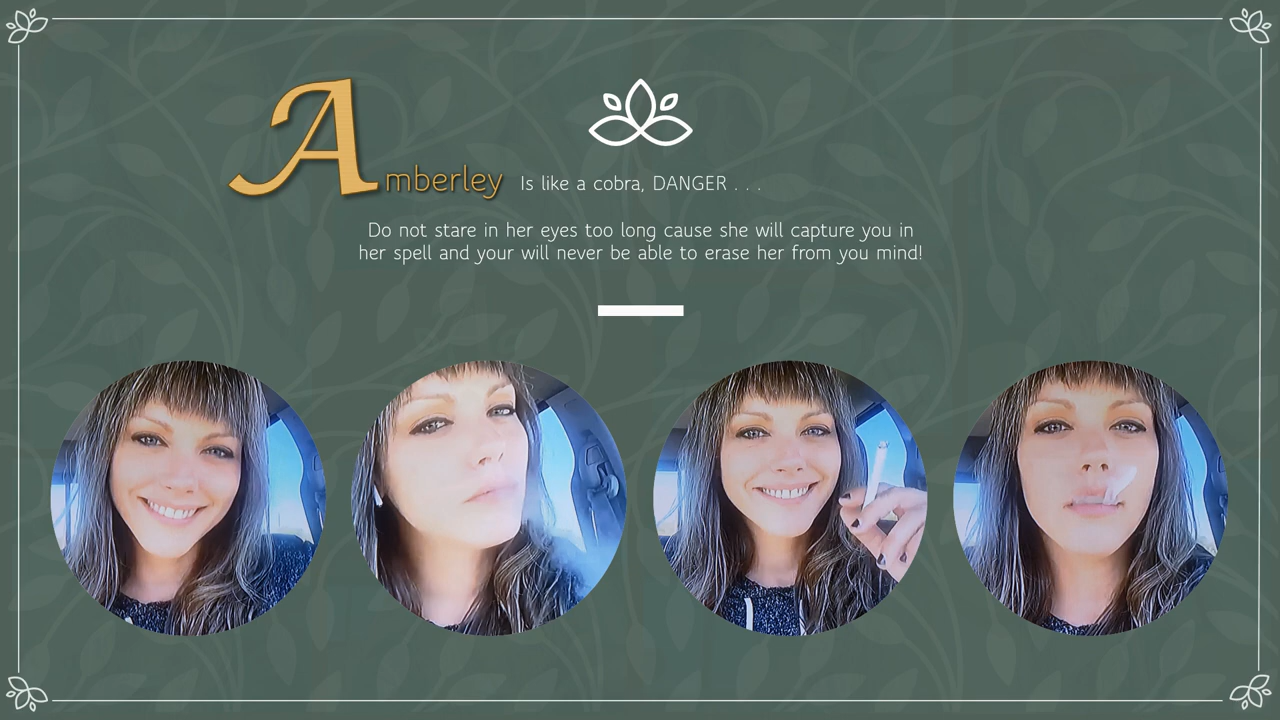 Amberley Is like a cobra, DANGER . . .
Do not stare in her eyes too long cause she will capture you in
her spell and your will never be able to erase her from you mind!